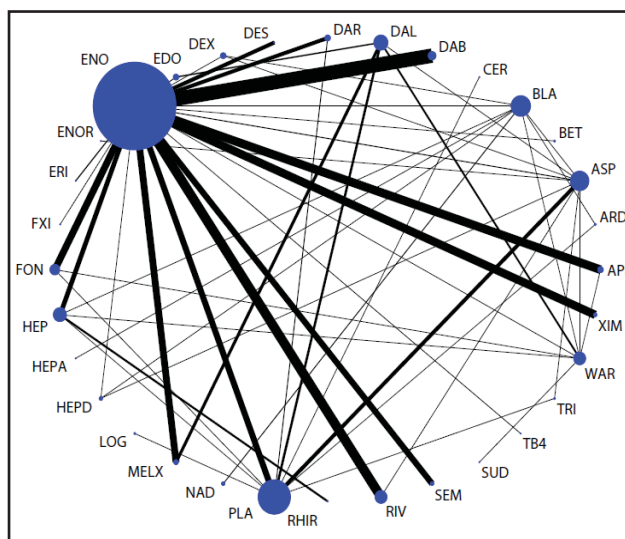 DES
DAR
DEX
DAL
EDO
DAB
ENO
CER
BLA
ENOR
BET
ERI
ASP
FXI
ARD
FON
AP
HEP
XIM
HEPA
WAR
HEPD
TRI
LOG
TB4
MELX
SUD
NAD
SEM
PLA
RHIR
RIV